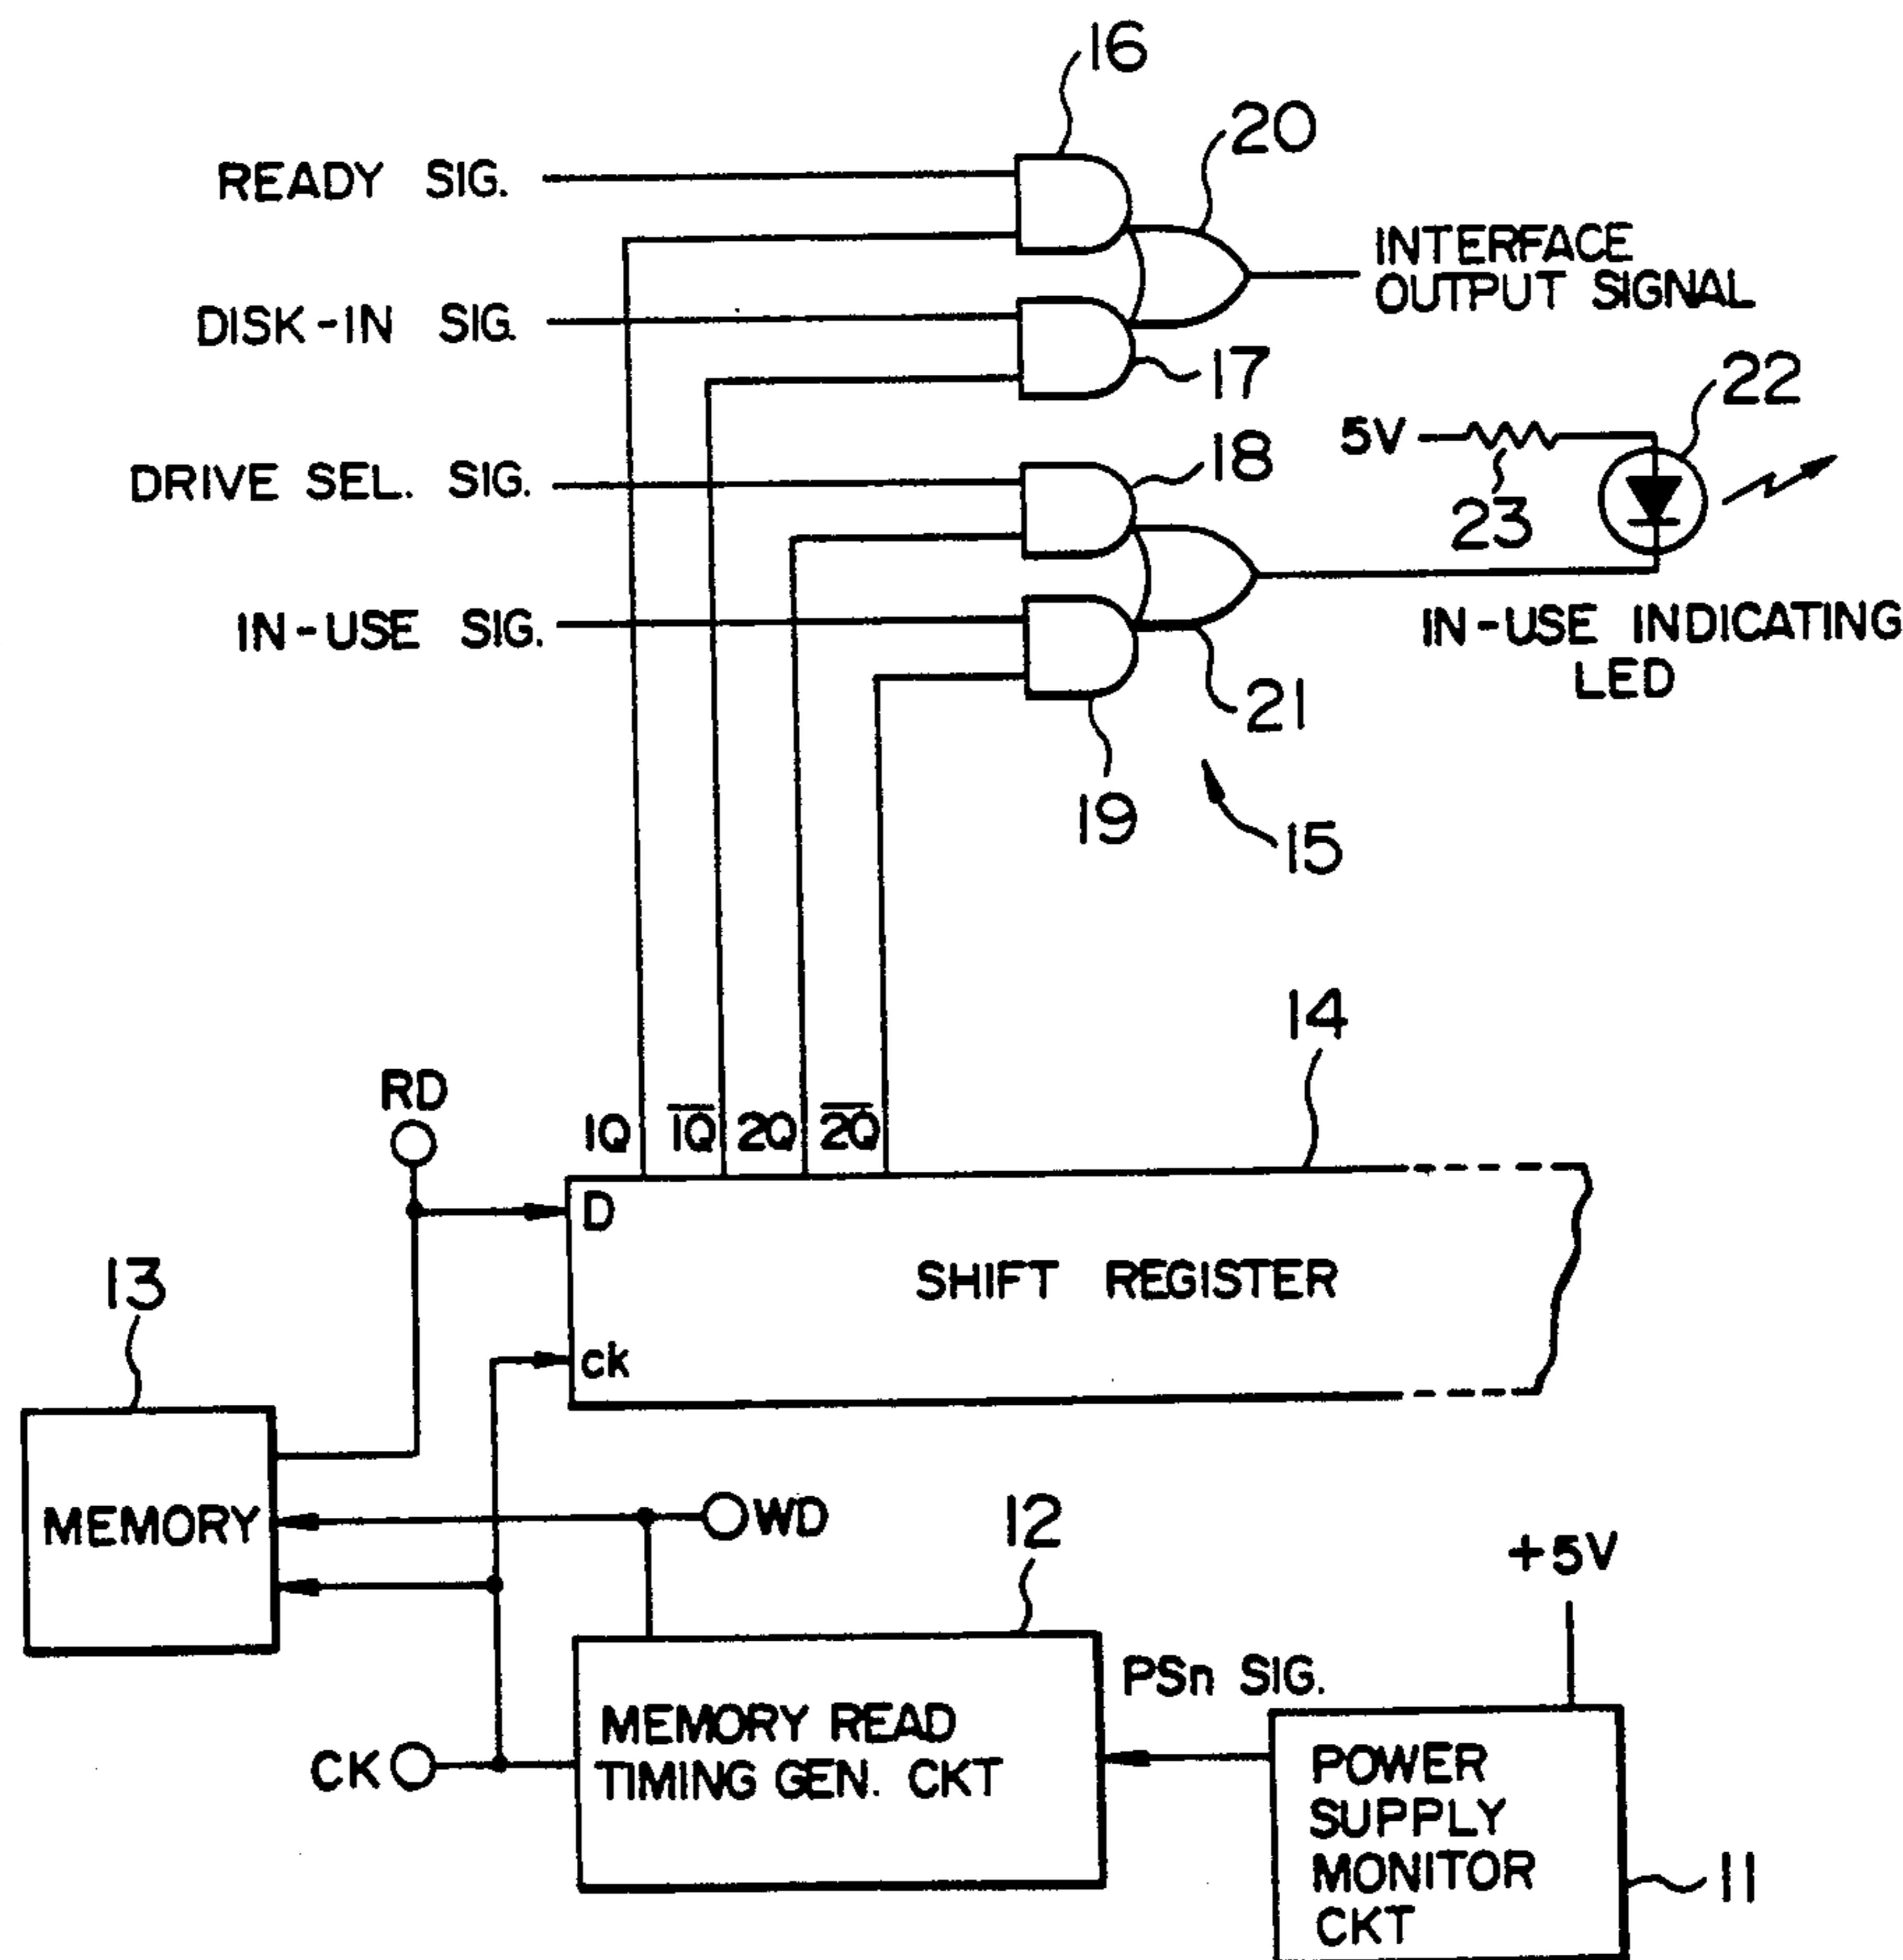 16
20
READY SIG.
INTERFACE
OUTPUT SIGNAL
DISK-IN SIG.
17
22
5V
18
DRIVE SEL. SIG.
23
IN-USE SIG.
IN-USE INDICATING
LED
21
19
15
14
RD
1Q 1Q̅ 2Q 2Q̅
D
SHIFT REGISTER
13
ck
MEMORY
WD
12
+5V
PSn SIG.
MEMORY READ
TIMING GEN. CKT
CK
POWER
SUPPLY
MONITOR
CKT
11